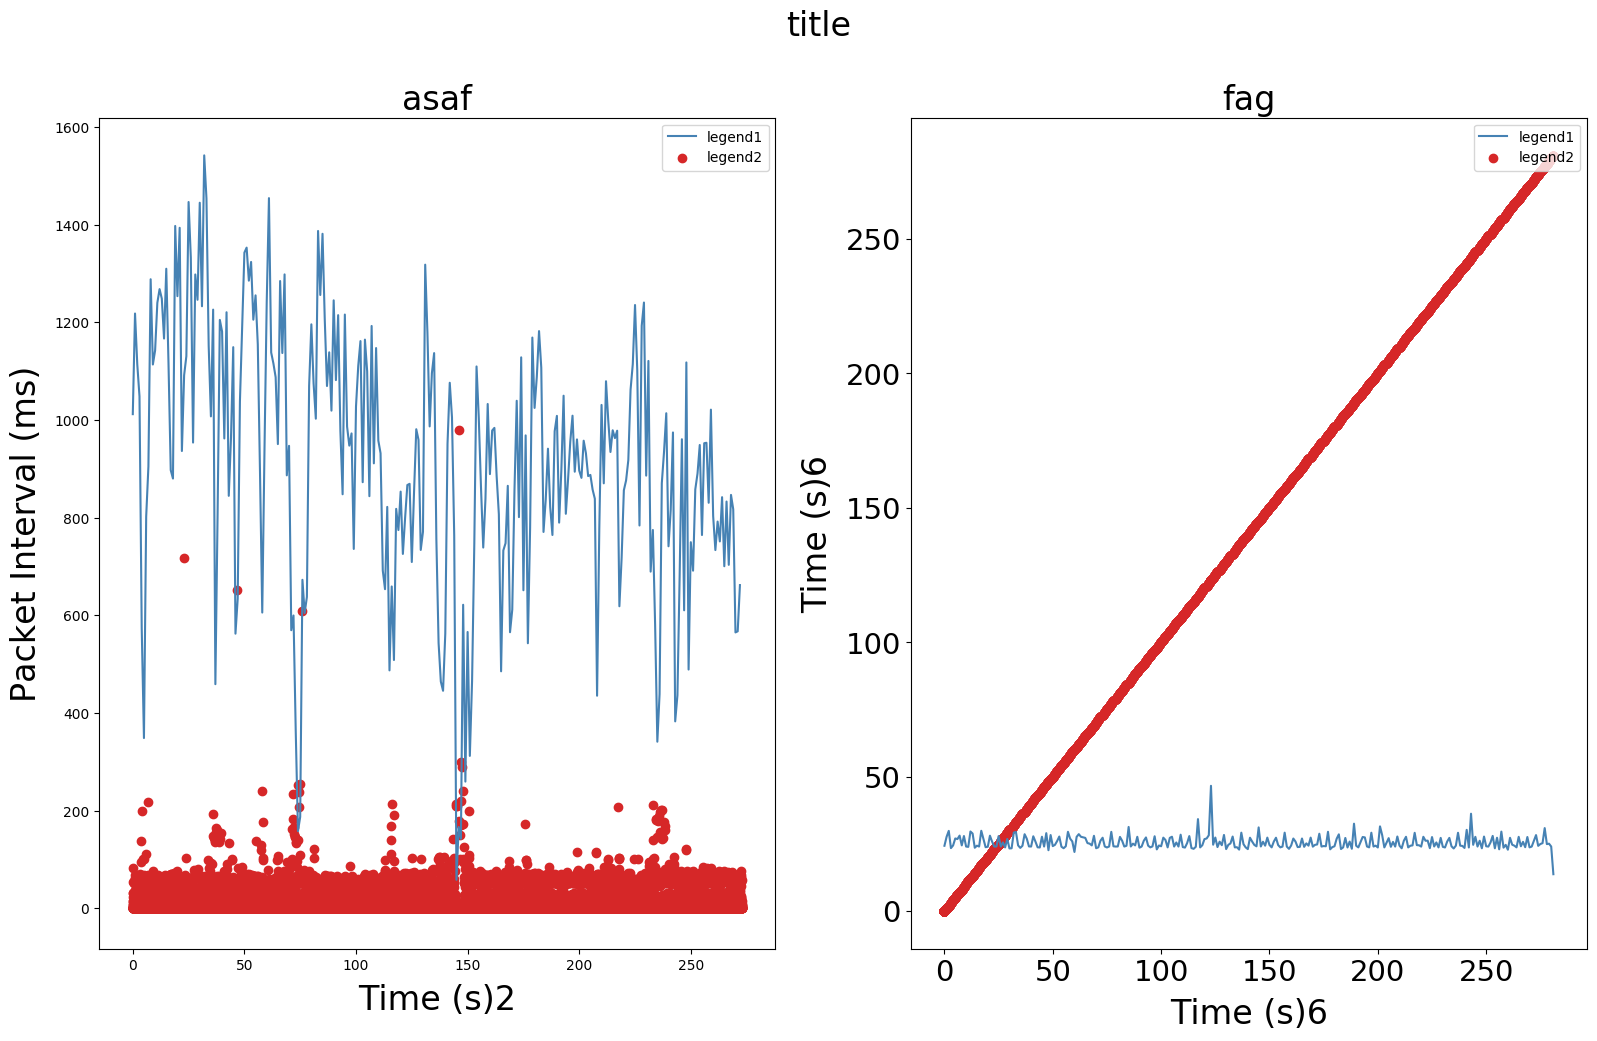 title
asaf
1600
1400
1200
1000
800
600
400
200
0
Packet Interval (ms)
0 50 100 150 200 250
Time (s)2
legend1
legend2
fag
250
200
150
100
50
0
Time (s)6
0 50 100 150 200 250
Time (s)6
legend1
legend2